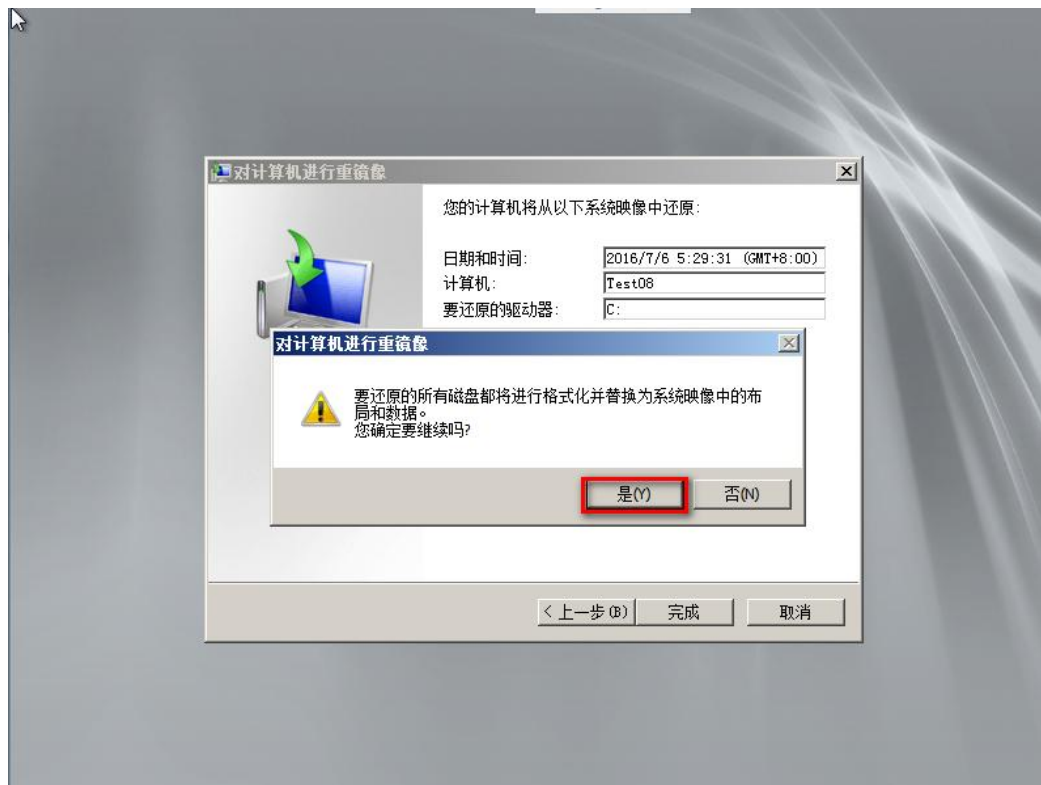 对计算机进行重镜像
您的计算机将从以下系统映像中还原:
日期和时间: 2016/7/6 5:29:31 (GMT+8:00)
计算机: Test08
要还原的驱动器: C:
对计算机进行重镜像
要还原的所有磁盘都将进行格式化并替换为系统映像中的布
局和数据。
您确定要继续吗?
是(Y) 否(N)
< 上一步(B) 完成 取消